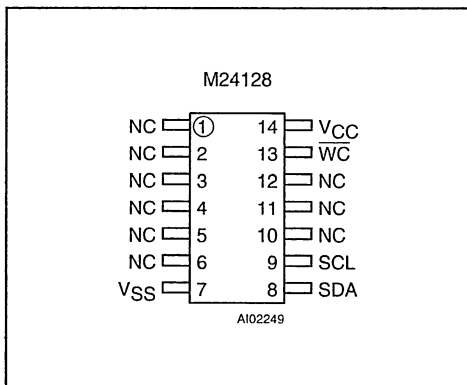 M24128
NC 1 14 VCC
NC 2 13 WC
NC 3 12 NC
NC 4 11 NC
NC 5 10 NC
NC 6 9 SCL
VSS 7 8 SDA
AI02249